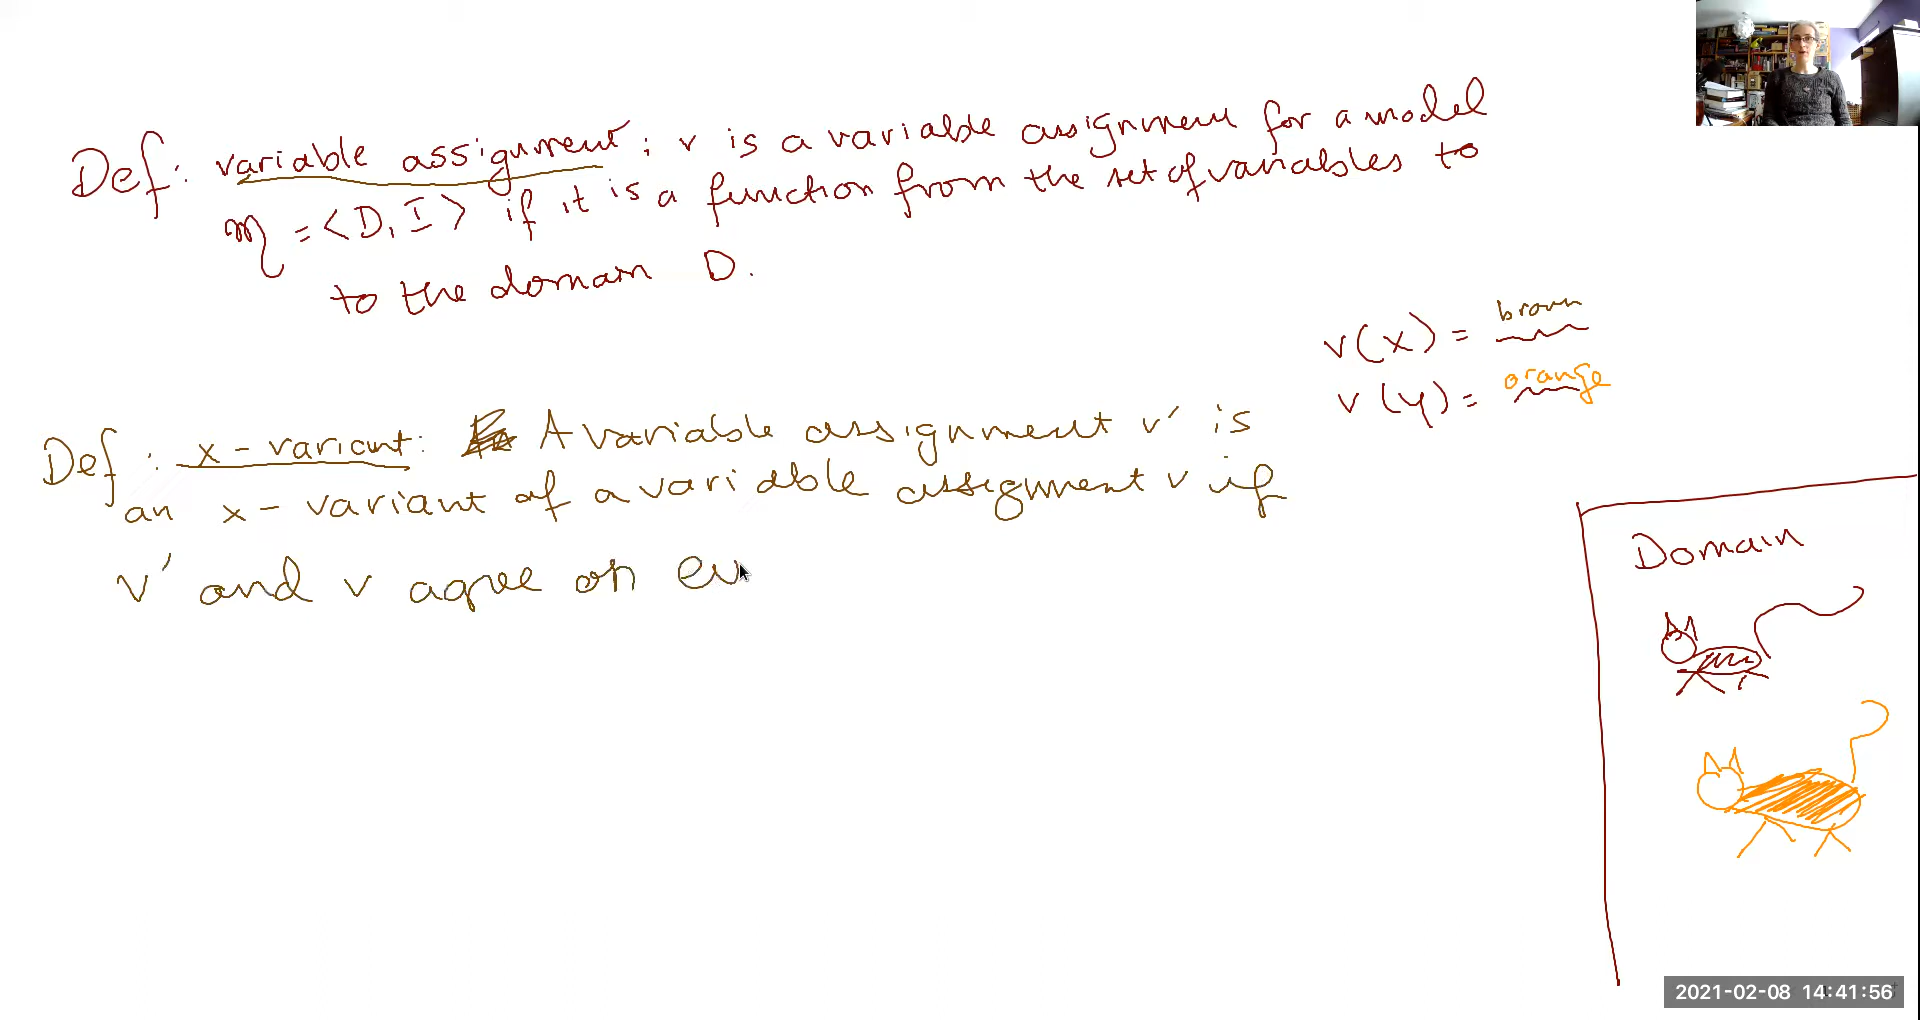 Def: variable assignment: v is a variable assignment for a model
𝔐 = <D, I> if it is a function from the set of variables to
to the domain D.
v(x) = brown
v(y) = orange
Def: x-variant: A variable assignment v' is
an x-variant of a variable assignment v if
v' and v agree on ev
Domain
2021-02-08 14:41:56